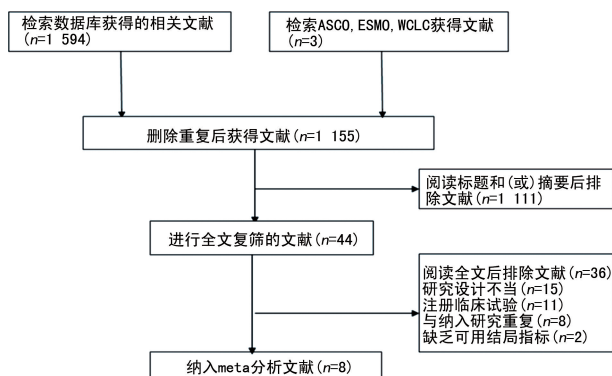 检索数据库获得的相关文献
(n=1 594)
检索ASCO,ESMO,WCLC获得文献
(n=3)
删除重复后获得文献(n=1 155)
阅读标题和(或)摘要后排
除文献(n=1 111)
进行全文复筛的文献(n=44)
阅读全文后排除文献(n=36)
研究设计不当(n=15)
注册临床试验(n=11)
与纳入研究重复(n=8)
缺乏可用结局指标(n=2)
纳入meta分析文献(n=8)